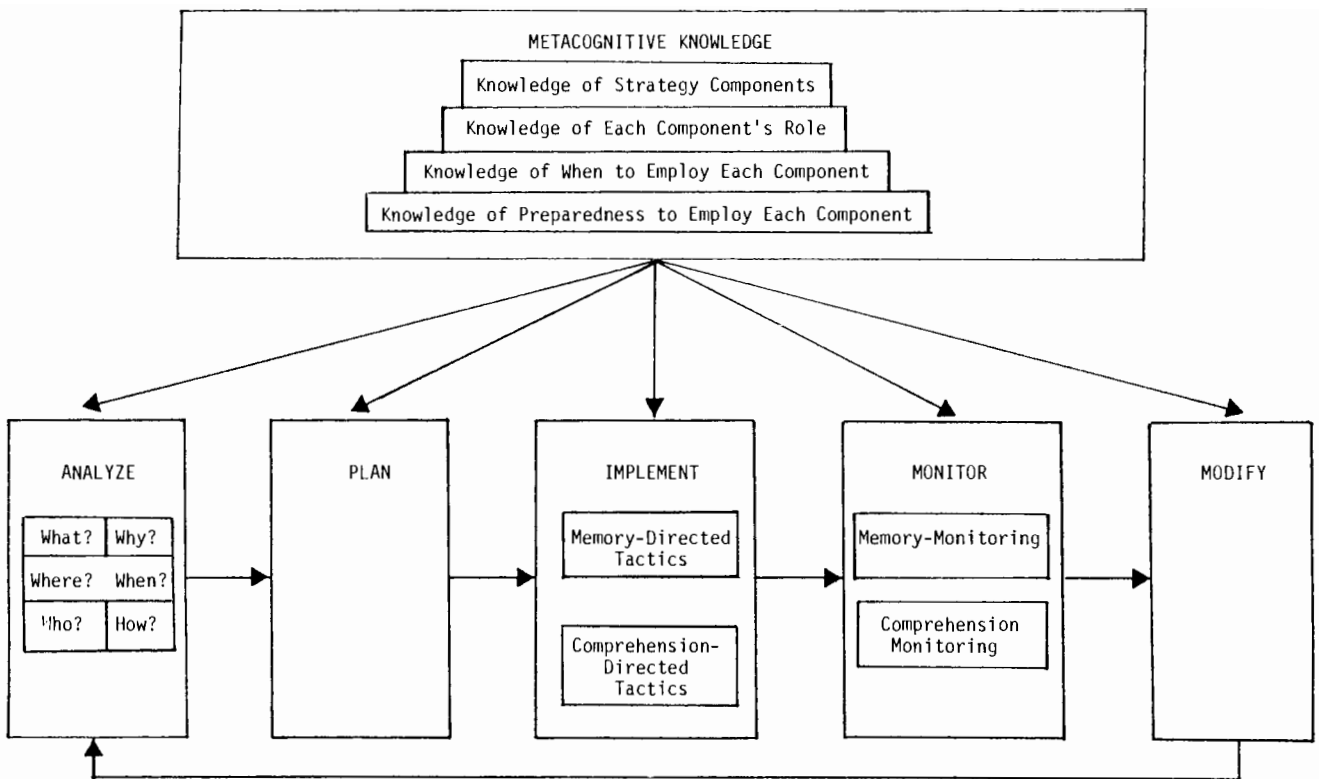 METACOGNITIVE KNOWLEDGE
Knowledge of Strategy Components
Knowledge of Each Component's Role
Knowledge of When to Employ Each Component
Knowledge of Preparedness to Employ Each Component
ANALYZE
What? Why?
Where? When?
Who? How?
PLAN
IMPLEMENT
Memory-Directed
Tactics
Comprehension-
Directed
Tactics
MONITOR
Memory-Monitoring
Comprehension
Monitoring
MODIFY